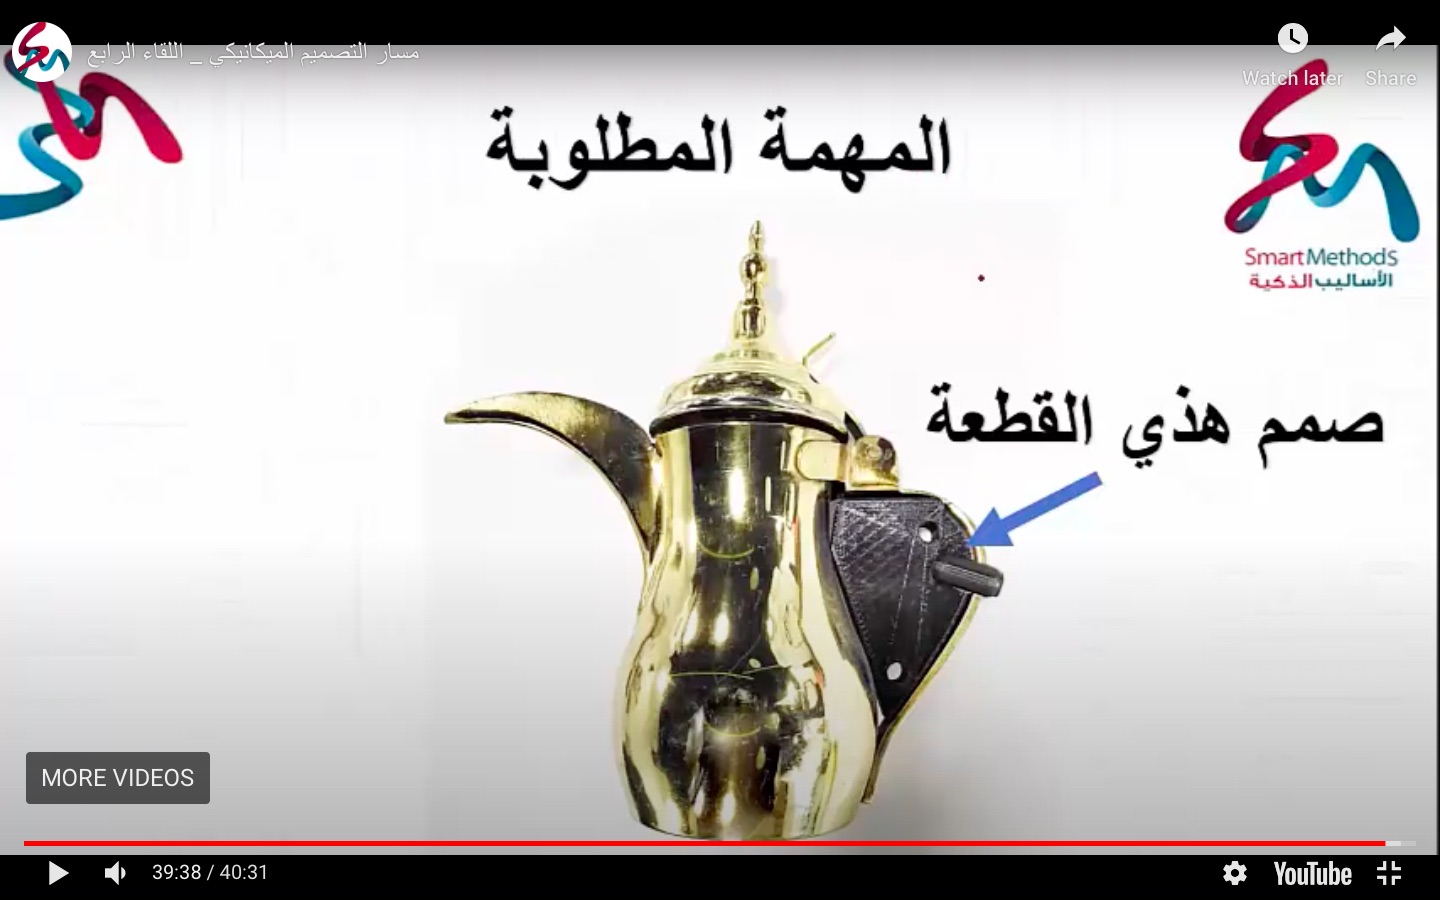 مسار التصميم الميكانيكي _ اللقاء الرابع
Watch later
Share
المهمة المطلوبة
SmartMethods
الأساليب الذكية
صمم هذي القطعة
MORE VIDEOS
39:38 / 40:31
YouTube